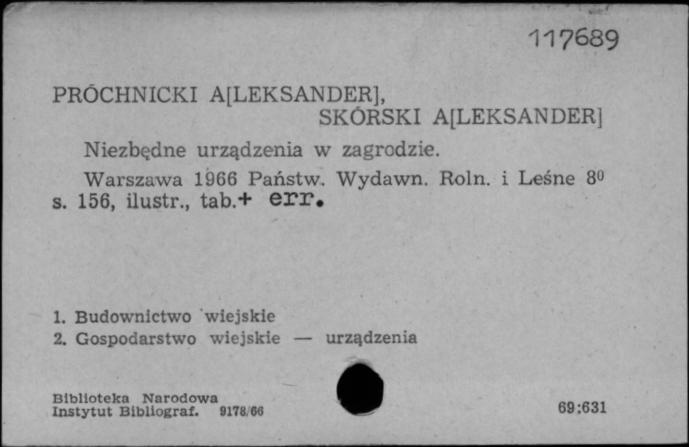 117689
PRÓCHNICKI A[LEKSANDER],
SKÓRSKI A[LEKSANDER]
Niezbędne urządzenia w zagrodzie.
Warszawa 1966 Państw. Wydawn. Roln. i Leśne 8⁰
s. 156, ilustr., tab.+ err.
1. Budownictwo wiejskie
2. Gospodarstwo wiejskie — urządzenia
Biblioteka Narodowa
Instytut Bibliograf. 9178/66
69:631